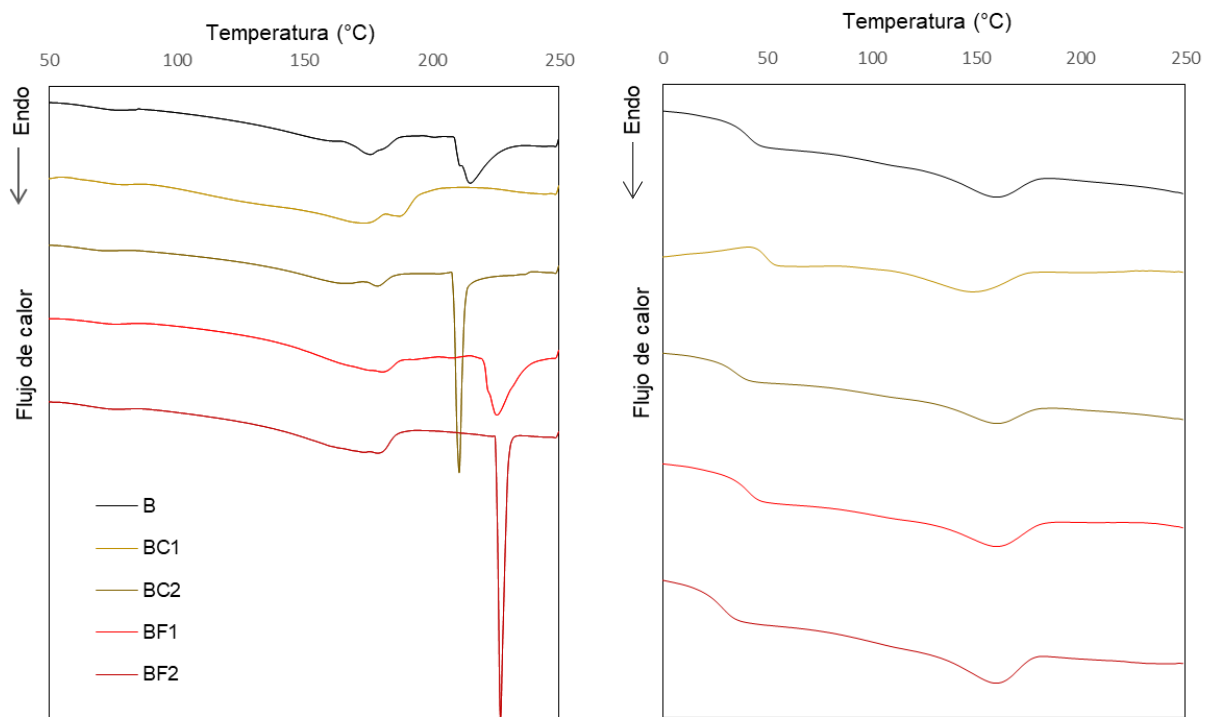 Temperatura (°C)
50 100 150 200 250
Endo
Flujo de calor
B
BC1
BC2
BF1
BF2
Temperatura (°C)
0 50 100 150 200 250
Endo
Flujo de calor